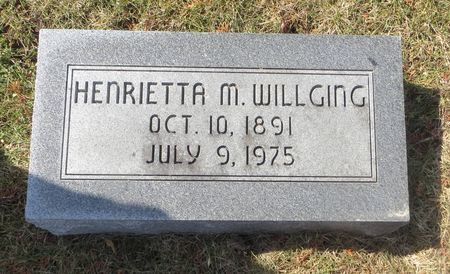 HENRIETTA M. WILLGING
OCT. 10, 1891
JULY 9, 1975